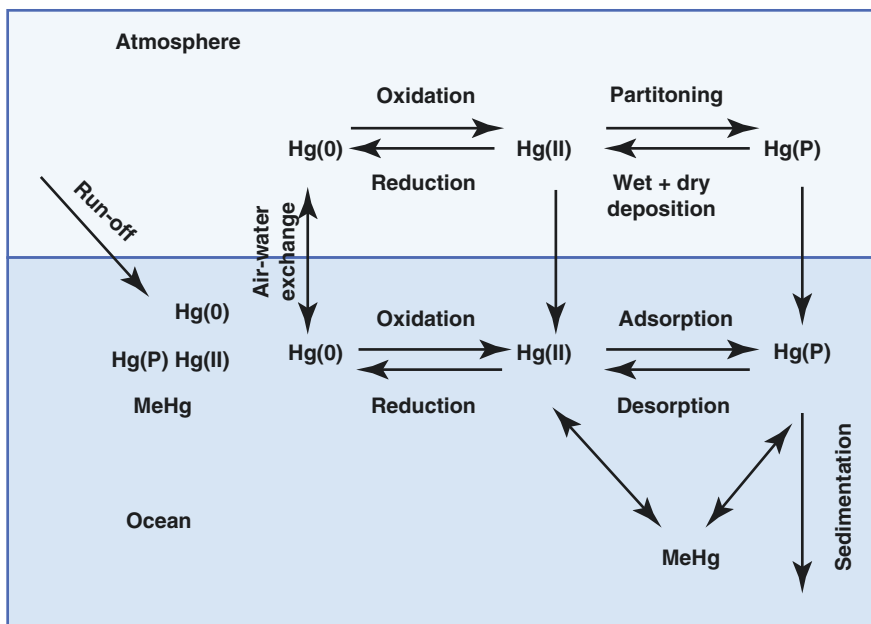 Atmosphere
Oxidation
Partitoning
Hg(0)
Hg(II)
Hg(P)
Reduction
Wet + dry
deposition
Run-off
Air-water
exchange
Hg(0)
Hg(P) Hg(II)
MeHg
Oxidation
Adsorption
Hg(0)
Hg(II)
Hg(P)
Reduction
Desorption
Sedimentation
Ocean
MeHg